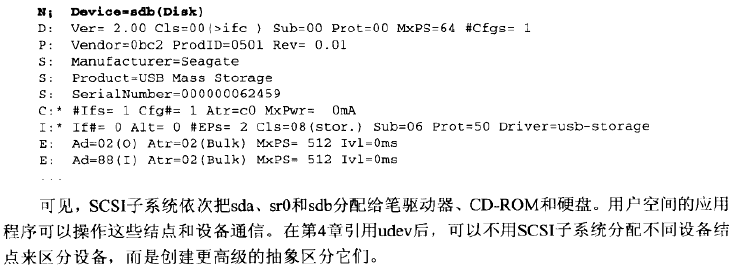 N: Device=sdb(Disk)
D: Ver= 2.00 Cls=00(>ifc ) Sub=00 Prot=00 MxPS=64 #Cfgs= 1
P: Vendor=0bc2 ProdID=0501 Rev= 0.01
S: Manufacturer=Seagate
S: Product=USB Mass Storage
S: SerialNumber=000000062459
C:* #Ifs= 1 Cfg#= 1 Atr=c0 MxPwr= 0mA
I:* If#= 0 Alt= 0 #EPs= 2 Cls=08(stor.) Sub=06 Prot=50 Driver=usb-storage
E: Ad=02(O) Atr=02(Bulk) MxPS= 512 Ivl=0ms
E: Ad=88(I) Atr=02(Bulk) MxPS= 512 Ivl=0ms
...
可见，SCSI子系统依次把sda、sr0和sdb分配给笔驱动器、CD-ROM和硬盘。用户空间的应用
程序可以操作这些结点和设备通信。在第4章引用udev后，可以不用SCSI子系统分配不同设备结
点来区分设备，而是创建更高级的抽象区分它们。